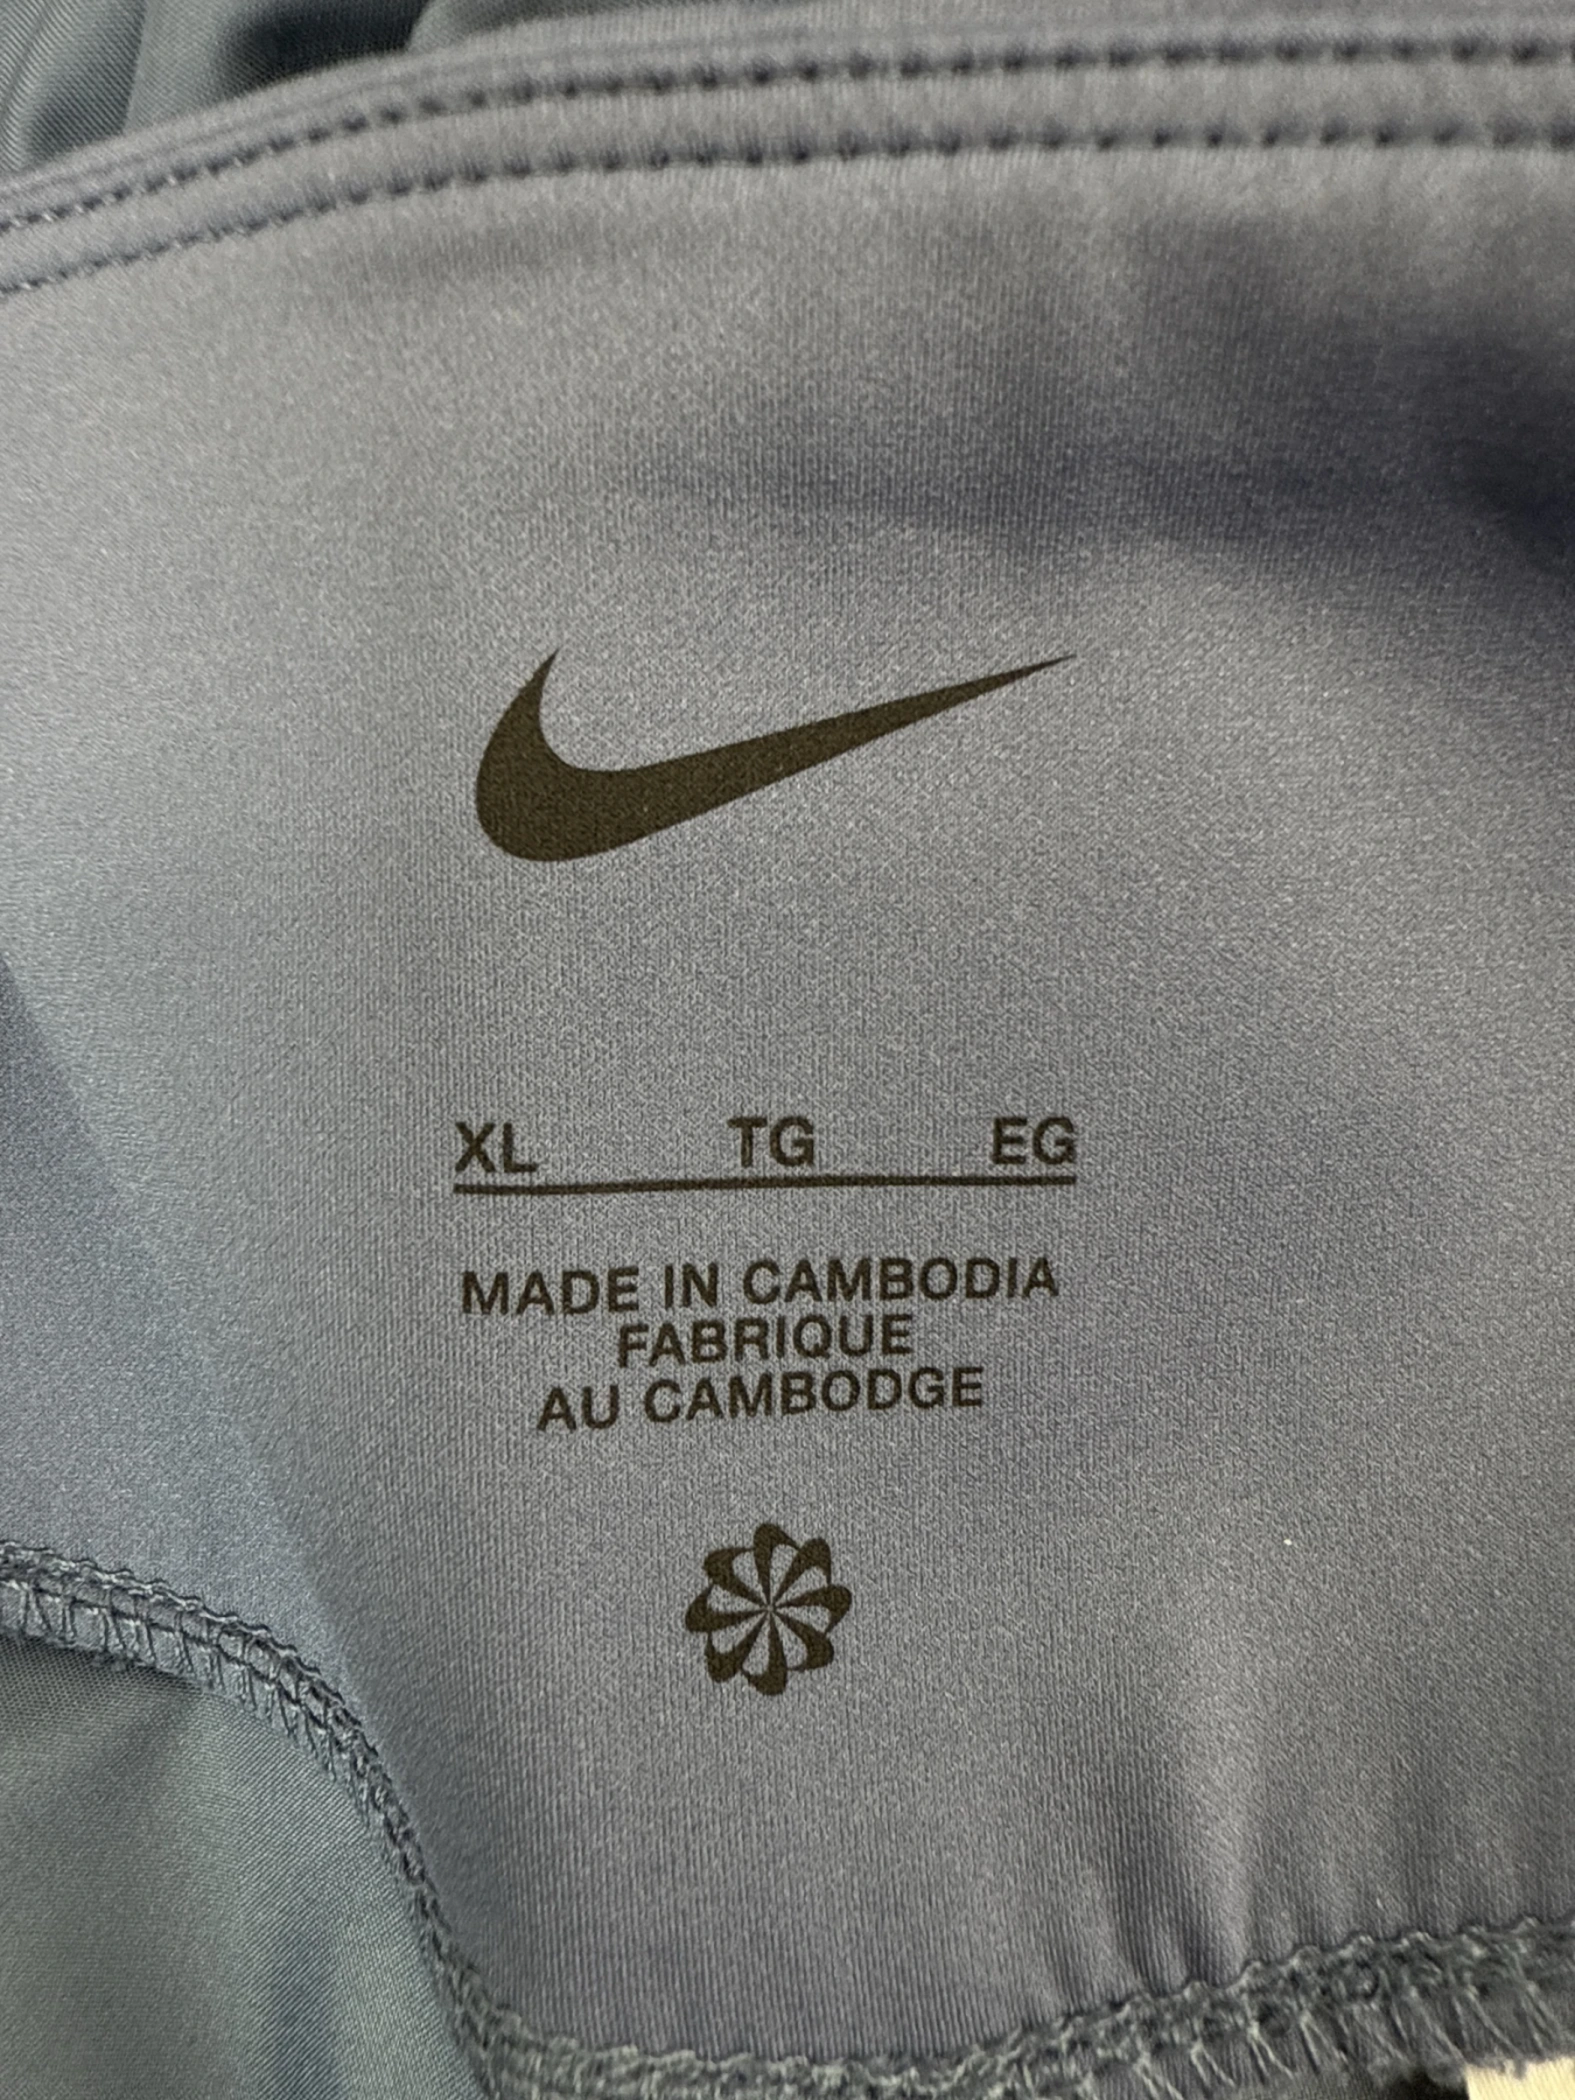 XL TG EG
MADE IN CAMBODIA
FABRIQUE
AU CAMBODGE